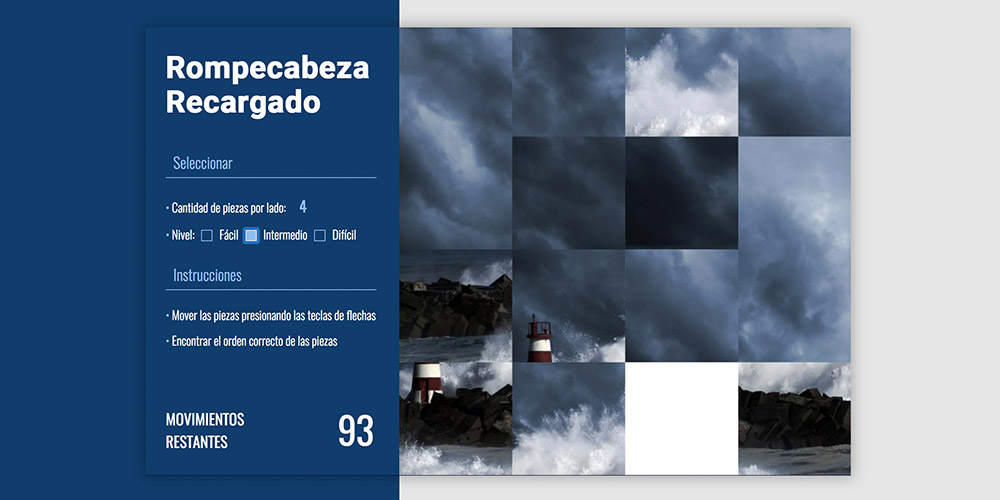 Rompecabeza
Recargado
Seleccionar
• Cantidad de piezas por lado: 4
• Nivel: Fácil Intermedio Difícil
Instrucciones
• Mover las piezas presionando las teclas de flechas
• Encontrar el orden correcto de las piezas
MOVIMIENTOS
RESTANTES
93